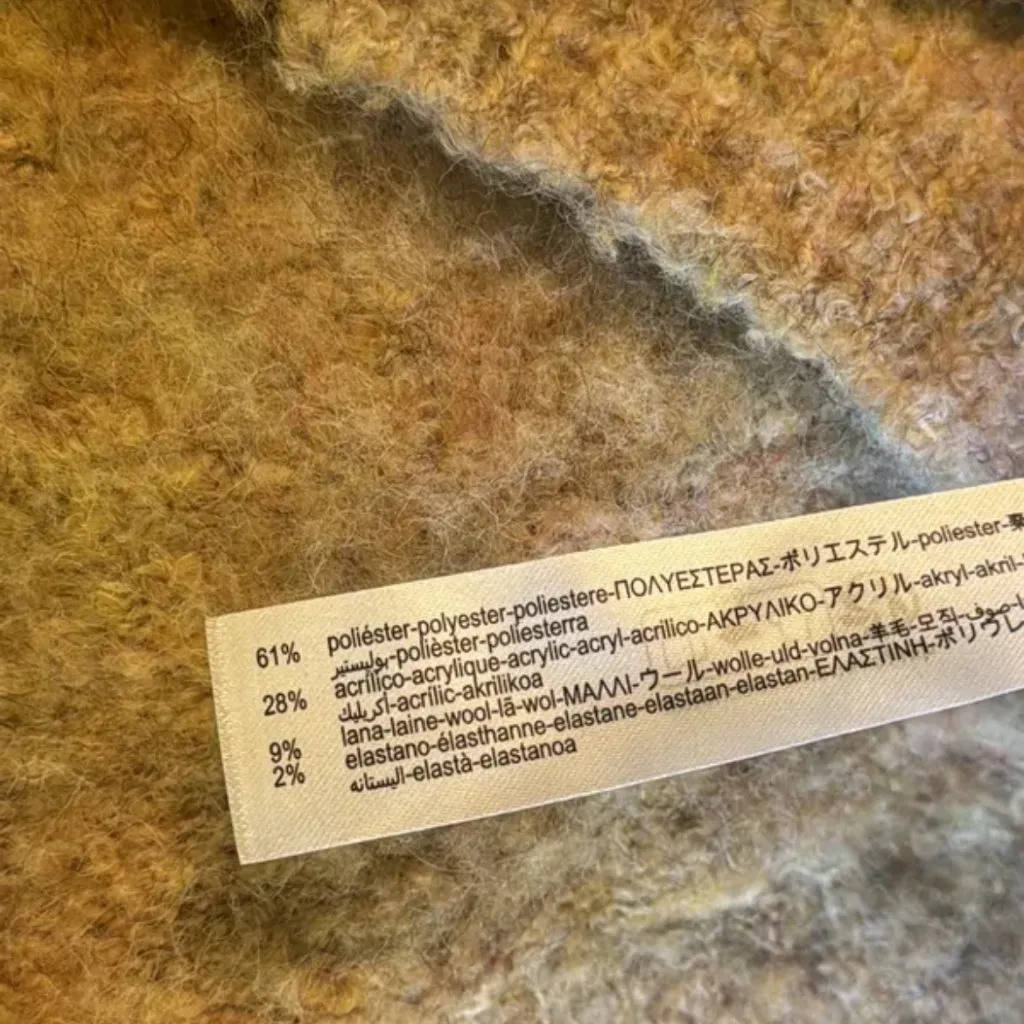 61% poliéster-polyester-poliestere-ΠΟΛΥΕΣΤΕΡΑΣ-ポリエステル-poliester-聚
بوليستير-polièster-poliesterra
28% acrílico-acrylique-acrylic-acryl-acrilico-ΑΚΡΥΛΙΚΟ-アクリル-akryl-akril-
أكريليك-acrílic-akrilikoa
9% lana-laine-wool-lã-wol-ΜΑΛΛΙ-ウール-wolle-uld-volna-羊毛-모직-صوف
2% elastano-élasthanne-elastane-elastaan-elastan-ΕΛΑΣΤΙΝΗ-ポリウレ
اليستانه-elastà-elastanoa